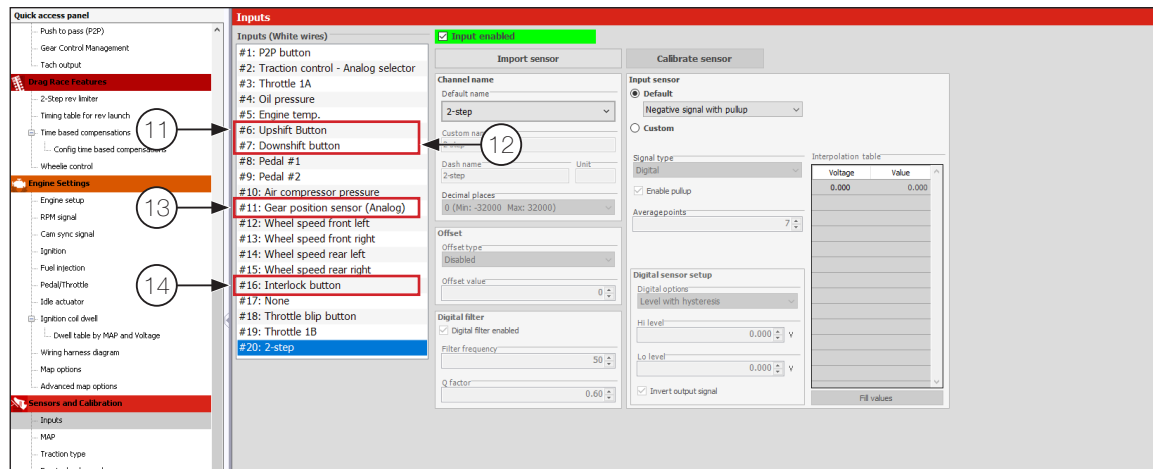 Quick access panel
Push to pass (P2P)
Gear Control Management
Tach output
Drag Race Features
2-Step rev limiter
Timing table for rev launch
Time based compensations
Config time based compensations
Wheelie control
Engine Settings
Engine setup
RPM signal
Cam sync signal
Ignition
Fuel injection
Pedal/Throttle
Idle actuator
Ignition coil dwell
Dwell table by MAP and Voltage
Wiring harness diagram
Map options
Advanced map options
Sensors and Calibration
Inputs
MAP
Traction type
Inputs
Inputs (White wires)
#1: P2P button
#2: Traction control - Analog selector
#3: Throttle 1A
#4: Oil pressure
#5: Engine temp.
#6: Upshift Button
#7: Downshift button
#8: Pedal #1
#9: Pedal #2
#10: Air compressor pressure
#11: Gear position sensor (Analog)
#12: Wheel speed front left
#13: Wheel speed front right
#14: Wheel speed rear left
#15: Wheel speed rear right
#16: Interlock button
#17: None
#18: Throttle blip button
#19: Throttle 1B
#20: 2-step
11
12
13
14
Input enabled
Import sensor
Calibrate sensor
Channel name
Default name
2-step
Custom
2-step
Dash name Unit
2-step
Decimal places
0 (Min: -32000 Max: 32000)
Offset
Offset type
Disabled
Offset value
0
Digital filter
Digital filter enabled
Filter frequency
50
Q factor
0.60
Input sensor
Default
Negative signal with pullup
Custom
Signal type
Digital
Enable pullup
Averagepoints
7
Digital sensor setup
Digital options
Level with hysteresis
Hi level
0.000 V
Lo level
0.000 V
Invert output signal
Interpolation table
Voltage Value
0.000 0.000
Fill values